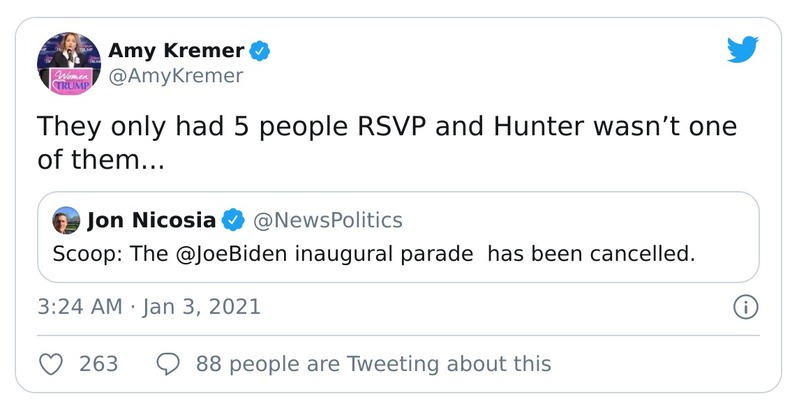 Amy Kremer
@AmyKremer
They only had 5 people RSVP and Hunter wasn’t one
of them...
Jon Nicosia @NewsPolitics
Scoop: The @JoeBiden inaugural parade  has been cancelled.
3:24 AM · Jan 3, 2021
263 88 people are Tweeting about this
Women
TRUMP